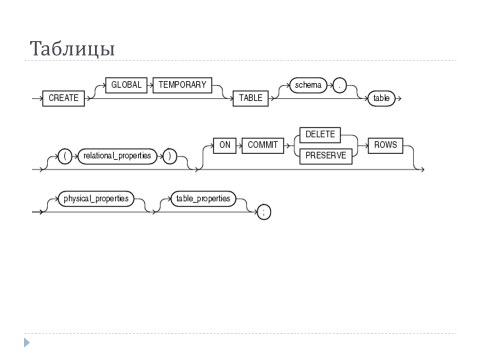 Таблицы
CREATE GLOBAL TEMPORARY TABLE schema . table
( relational_properties ) ON COMMIT DELETE PRESERVE ROWS
physical_properties table_properties ;